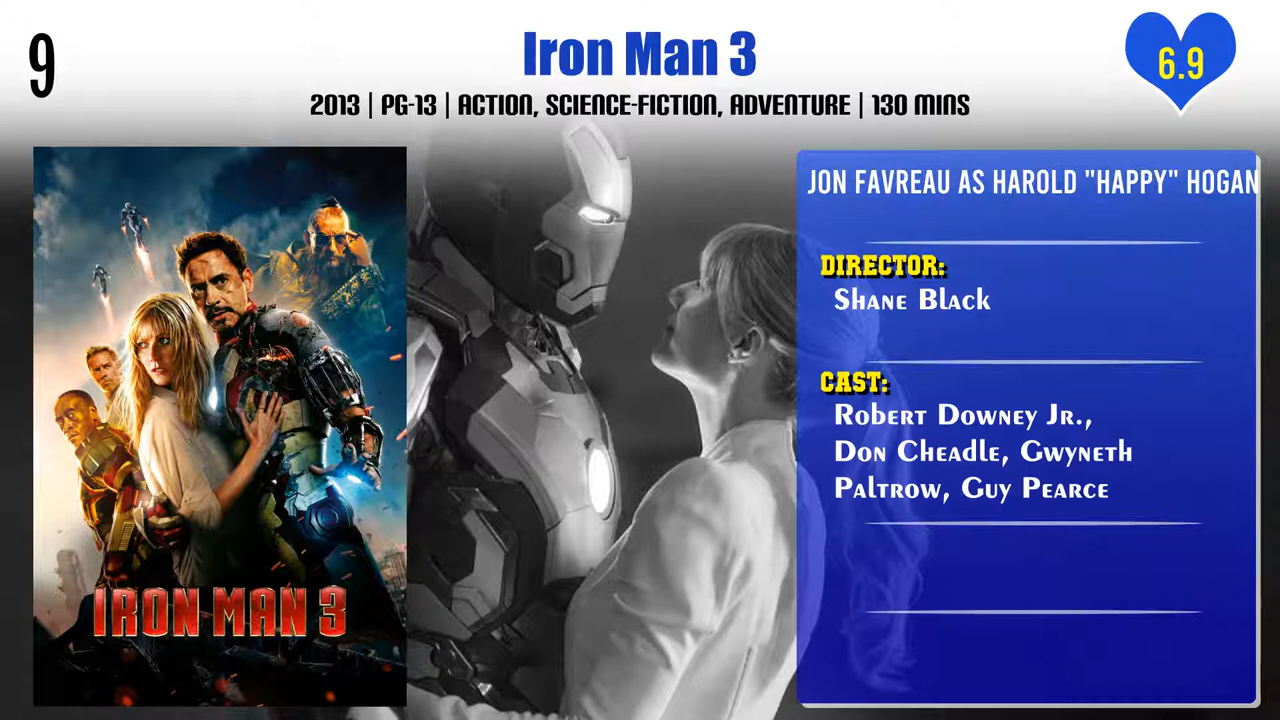 9
Iron Man 3
2013 | PG-13 | ACTION, SCIENCE-FICTION, ADVENTURE | 130 MINS
6.9
IRON MAN 3
JON FAVREAU AS HAROLD "HAPPY" HOGAN
DIRECTOR:
Shane Black
CAST:
Robert Downey Jr.,
Don Cheadle, Gwyneth
Paltrow, Guy Pearce